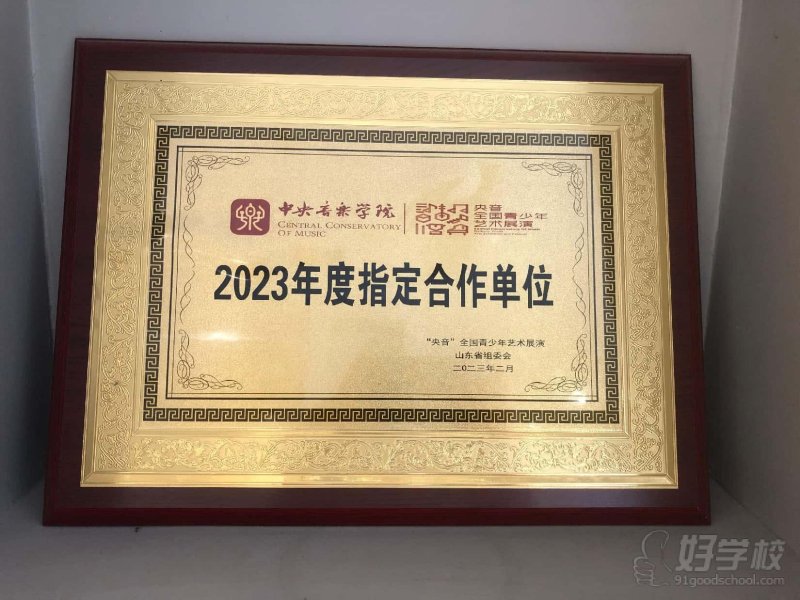 中央音乐学院
CENTRAL CONSERVATORY
OF MUSIC
央音
全国青少年
艺术展演
2023年度指定合作单位
“央音”全国青少年艺术展演
山东省组委会
二〇二三年二月
好学校
91goodschool.com